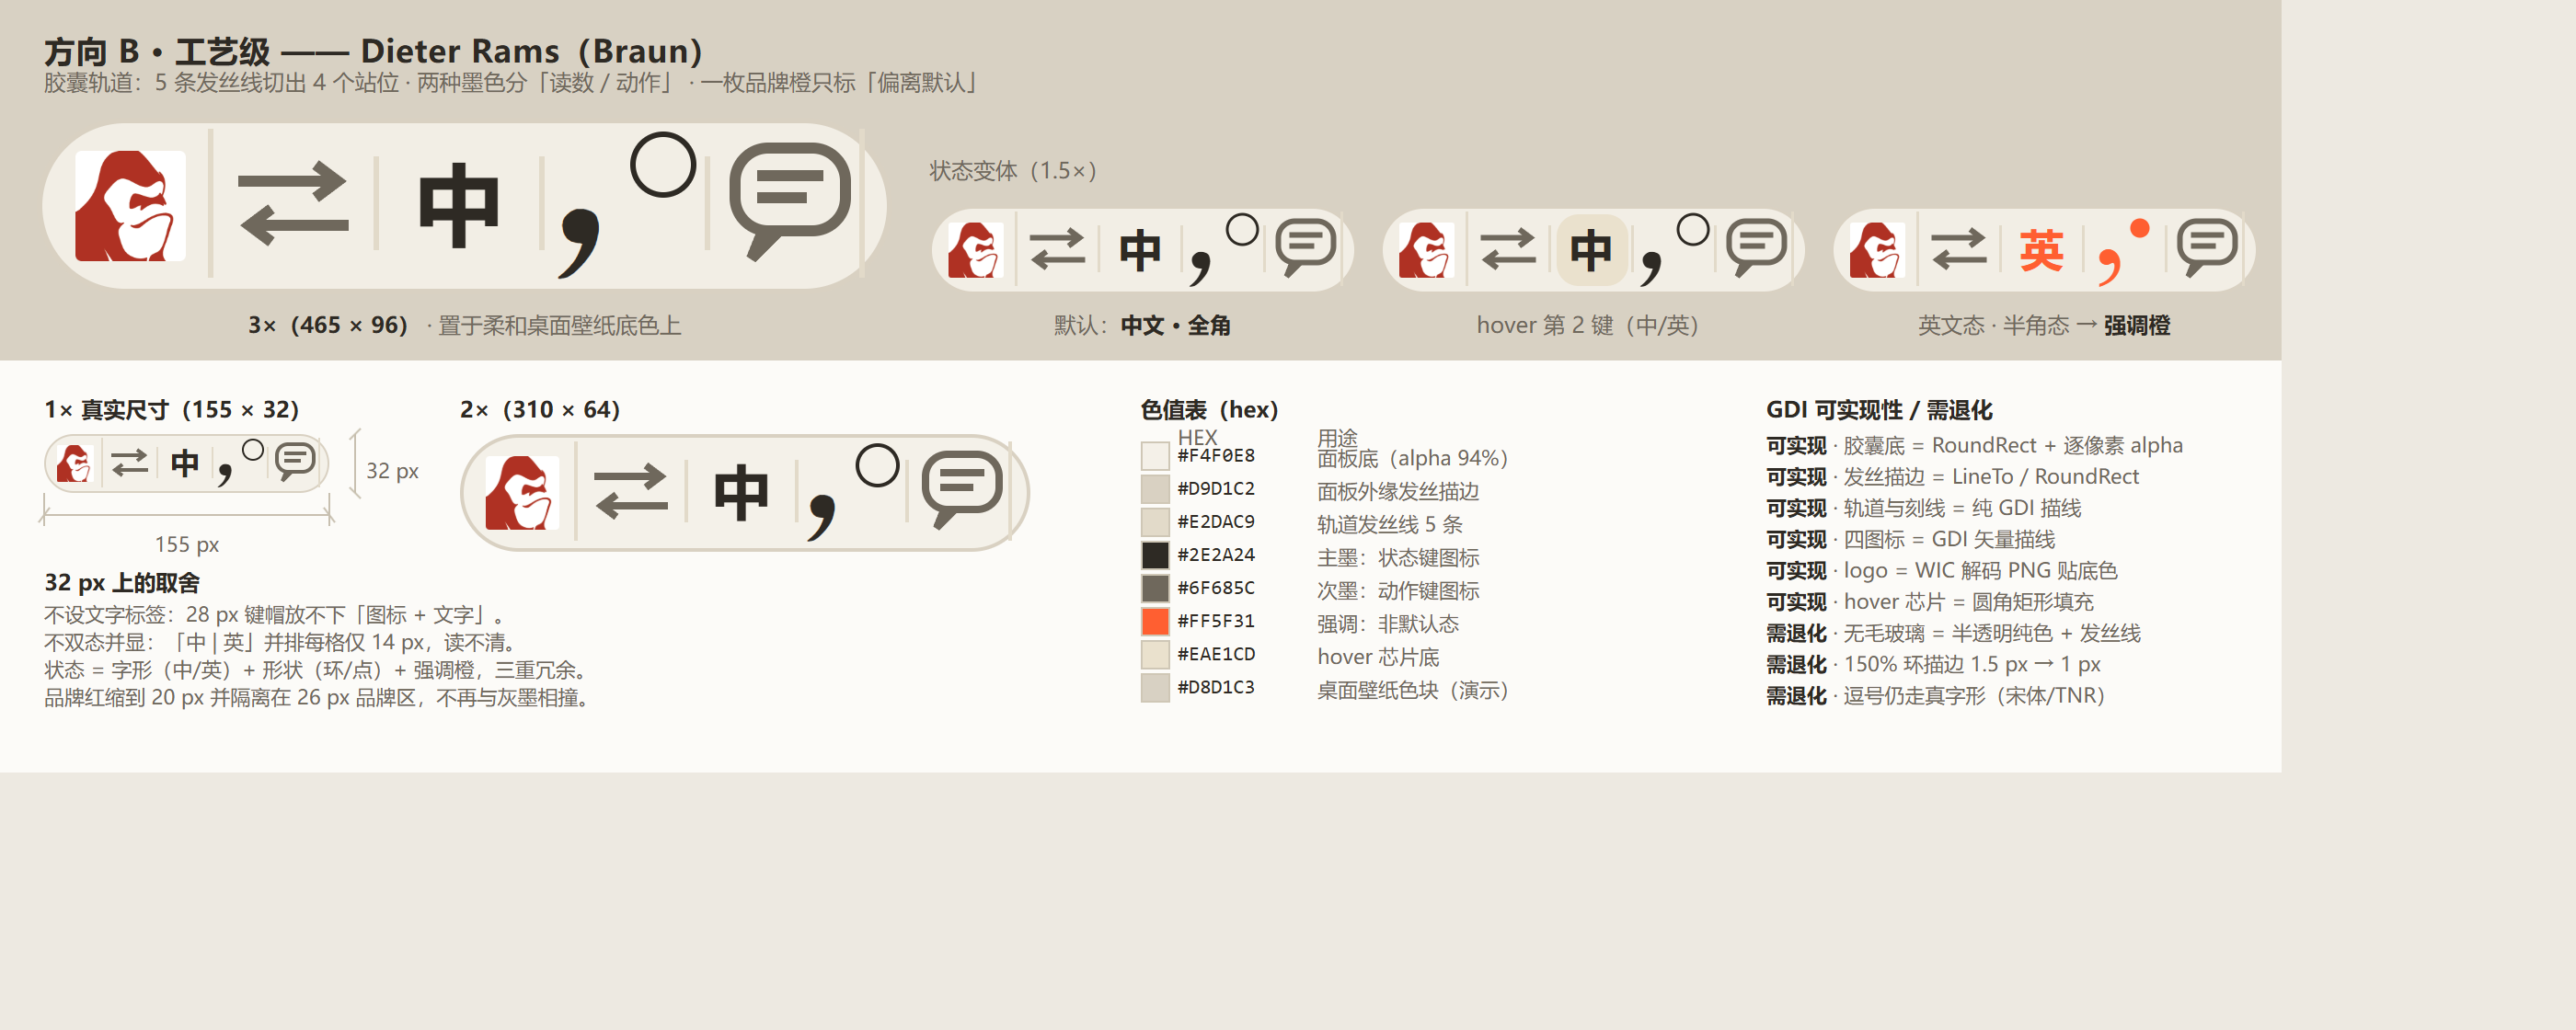 方向 B · 工艺级 —— Dieter Rams（Braun）
胶囊轨道：5 条发丝线切出 4 个站位 · 两种墨色分「读数 / 动作」 · 一枚品牌橙只标「偏离默认」
中 ，
3×（465 × 96） · 置于柔和桌面壁纸底色上
状态变体（1.5×）
中 ，
默认：中文 · 全角
中 ，
hover 第 2 键（中/英）
英 ，
英文态 · 半角态 → 强调橙
1× 真实尺寸（155 × 32）
中 ，
32 px
155 px
2×（310 × 64）
中 ，
32 px 上的取舍
不设文字标签：28 px 键帽放不下「图标 + 文字」。
不双态并显：「中 | 英」并排每格仅 14 px，读不清。
状态 = 字形（中/英）+ 形状（环/点）+ 强调橙，三重冗余。
品牌红缩到 20 px 并隔离在 26 px 品牌区，不再与灰墨相撞。
色值表（hex）
HEX 用途
#F4F0E8 面板底（alpha 94%）
#D9D1C2 面板外缘发丝描边
#E2DAC9 轨道发丝线 5 条
#2E2A24 主墨：状态键图标
#6F685C 次墨：动作键图标
#FF5F31 强调：非默认态
#EAE1CD hover 芯片底
#D8D1C3 桌面壁纸色块（演示）
GDI 可实现性 / 需退化
可实现 · 胶囊底 = RoundRect + 逐像素 alpha
可实现 · 发丝描边 = LineTo / RoundRect
可实现 · 轨道与刻线 = 纯 GDI 描线
可实现 · 四图标 = GDI 矢量描线
可实现 · logo = WIC 解码 PNG 贴底色
可实现 · hover 芯片 = 圆角矩形填充
需退化 · 无毛玻璃 = 半透明纯色 + 发丝线
需退化 · 150% 环描边 1.5 px → 1 px
需退化 · 逗号仍走真字形（宋体/TNR）